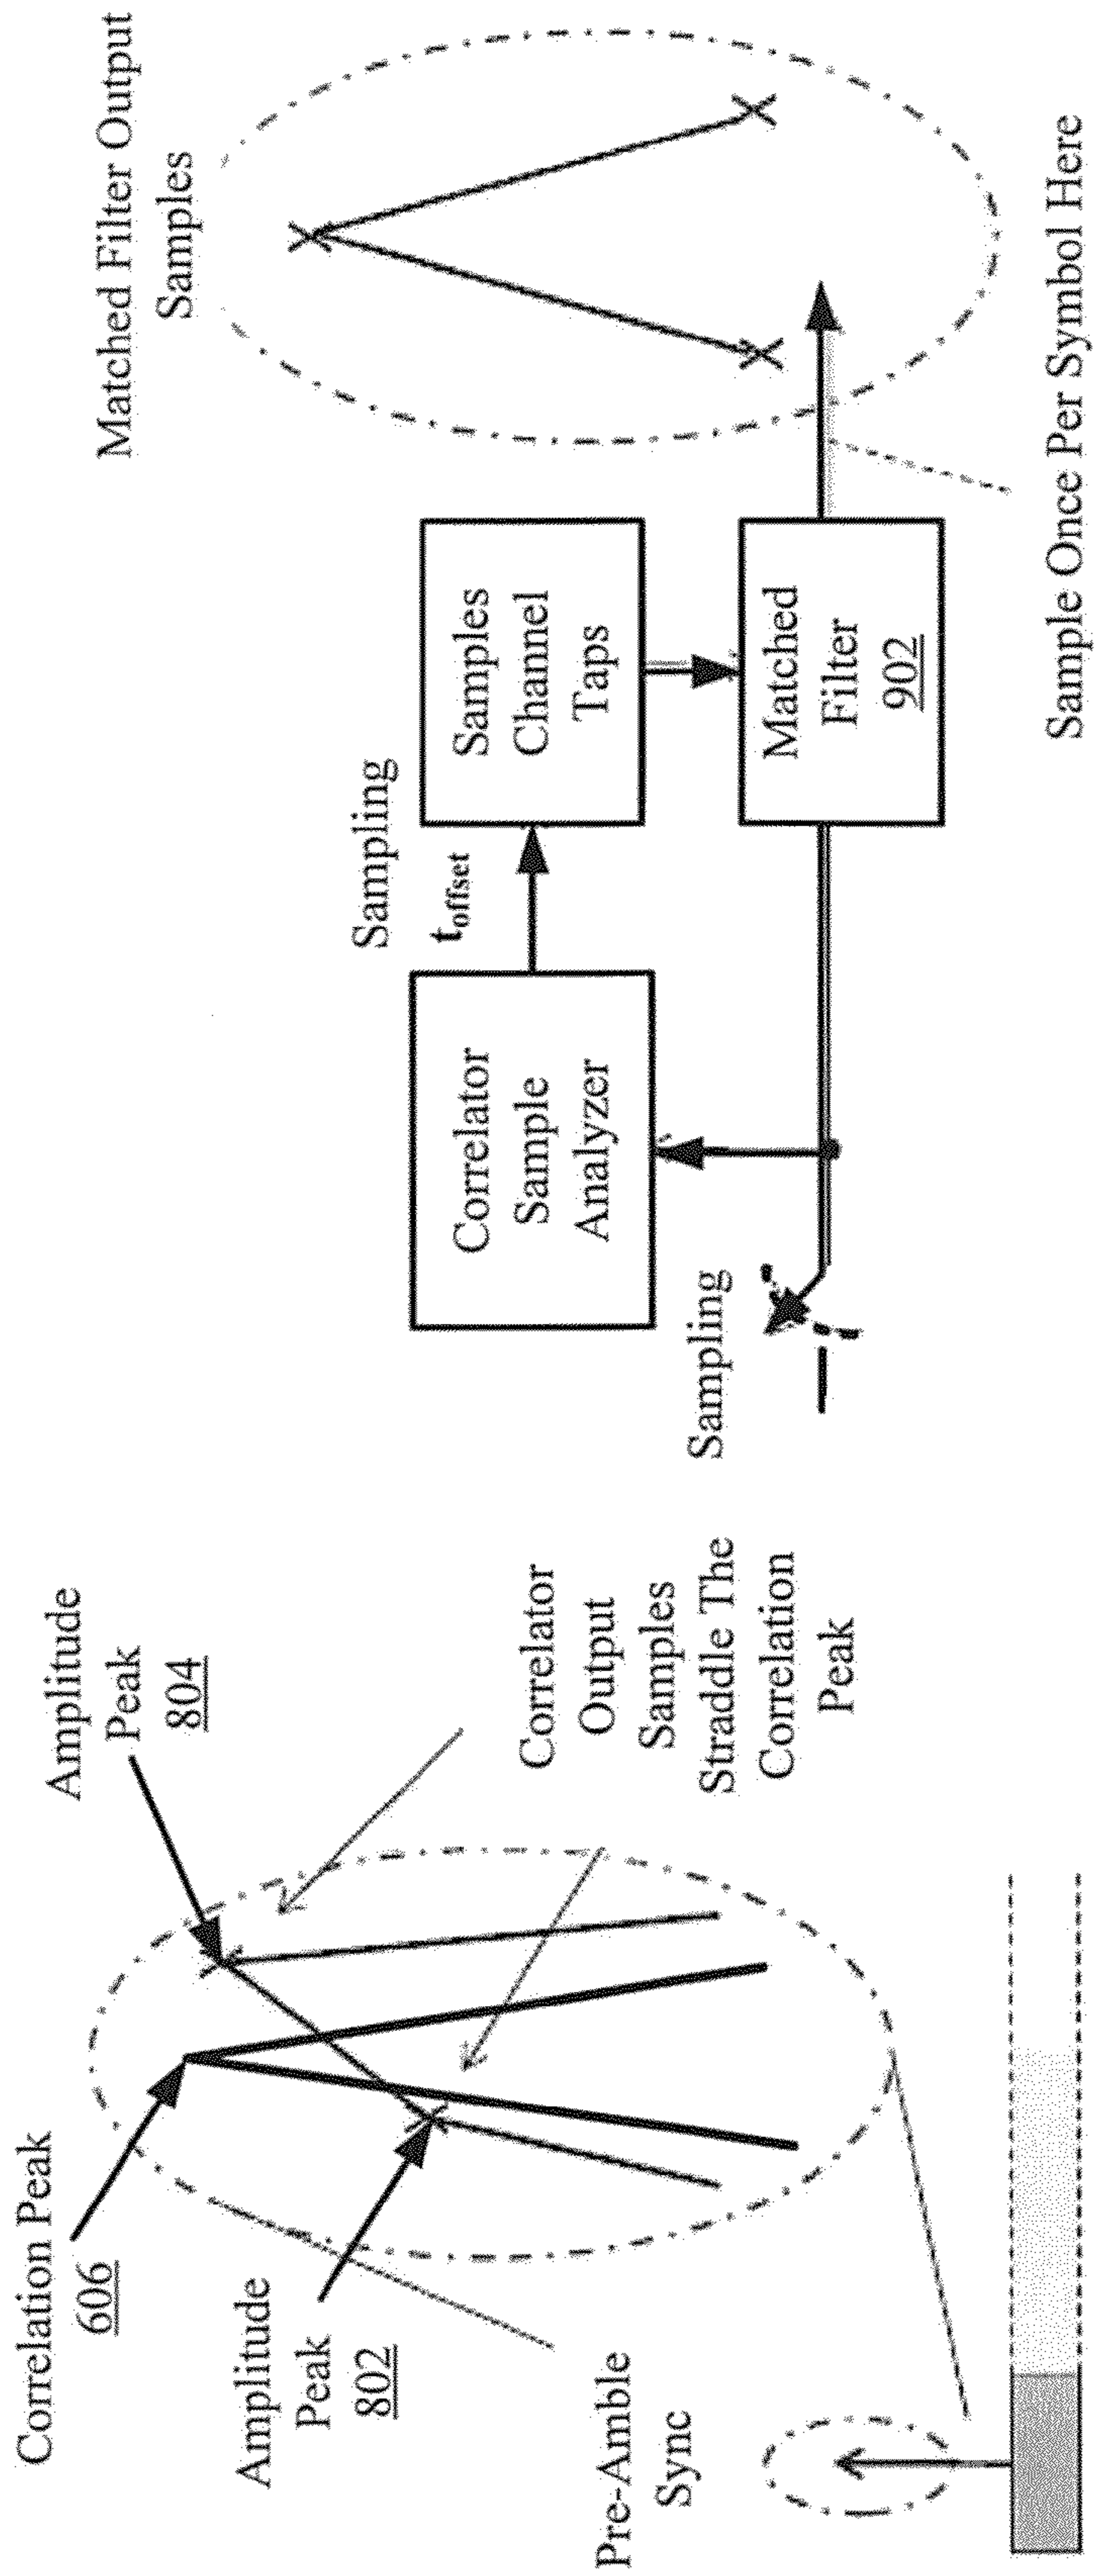 Correlation Peak
606
Amplitude
Peak
804
Amplitude
Peak
802
Pre-Amble
Sync
Correlator
Output
Samples
Straddle The
Correlation
Peak
Sampling
Correlator
Sample
Analyzer
Sampling
toffset
Samples
Channel
Taps
Matched
Filter
902
Matched Filter Output
Samples
Sample Once Per Symbol Here